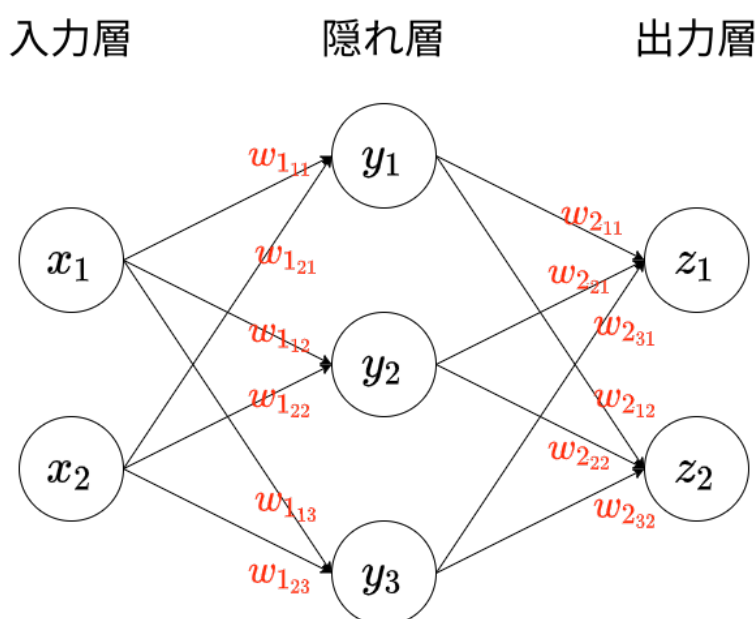 入力層 隠れ層 出力層
w₁₁₁ y₁
w₂₁₁
x₁ w₁₂₁ z₁
w₂₂₁
w₁₁₂ w₂₃₁
y₂
w₁₂₂ w₂₁₂
x₂ w₂₂₂ z₂
w₁₁₃ w₂₃₂
w₁₂₃ y₃